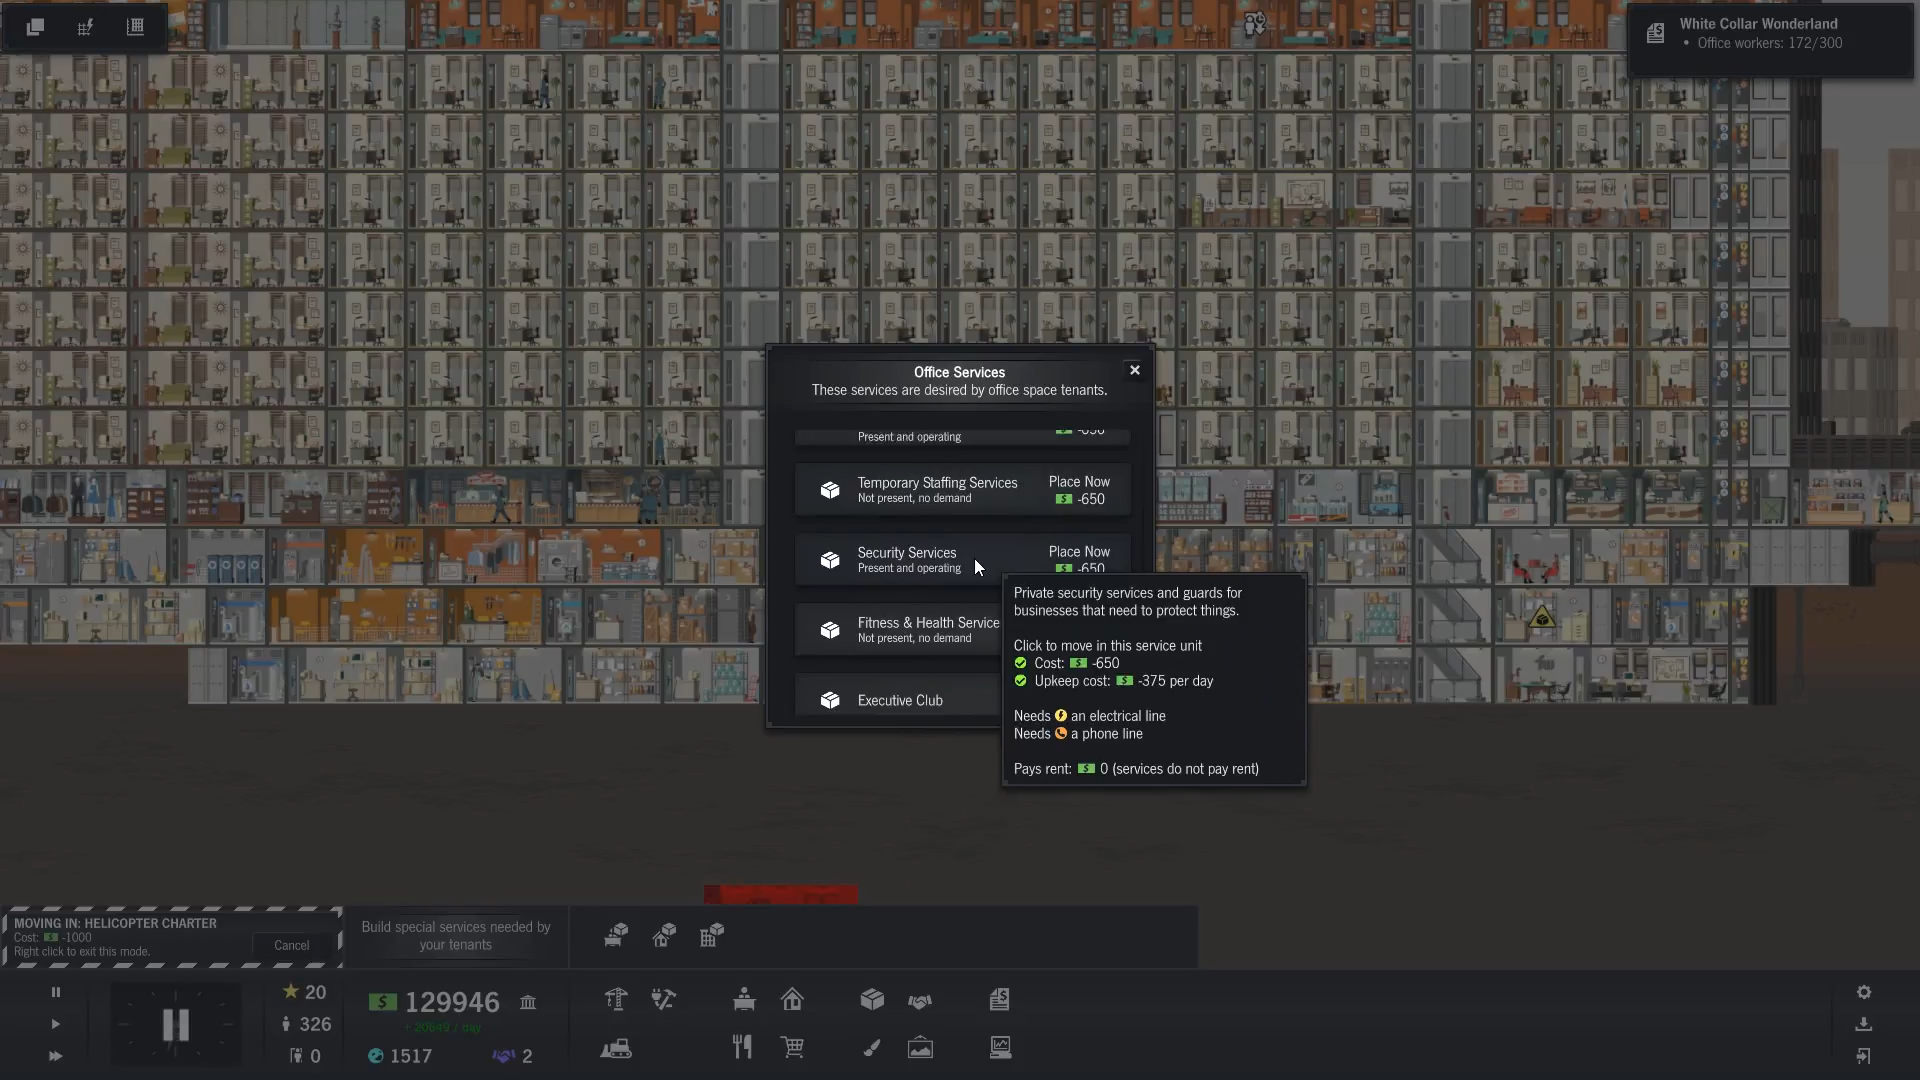 White Collar Wonderland
• Office workers: 172/300
Office Services
These services are desired by office space tenants.
Present and operating
-650
Temporary Staffing Services
Not present, no demand
Place Now
$ -650
Security Services
Present and operating
Place Now
$ -650
Private security services and guards for
businesses that need to protect things.
Click to move in this service unit
Cost: $ -650
Upkeep cost: $ -375 per day
Needs an electrical line
Needs a phone line
Pays rent: $ 0 (services do not pay rent)
Fitness & Health Service
Not present, no demand
Executive Club
fw
MOVING IN: HELICOPTER CHARTER
Cost: $ -1000
Right click to exit this mode.
Cancel
Build special services needed by
your tenants
20
326
0
$ 129946
+ 20649 / day
1517
2